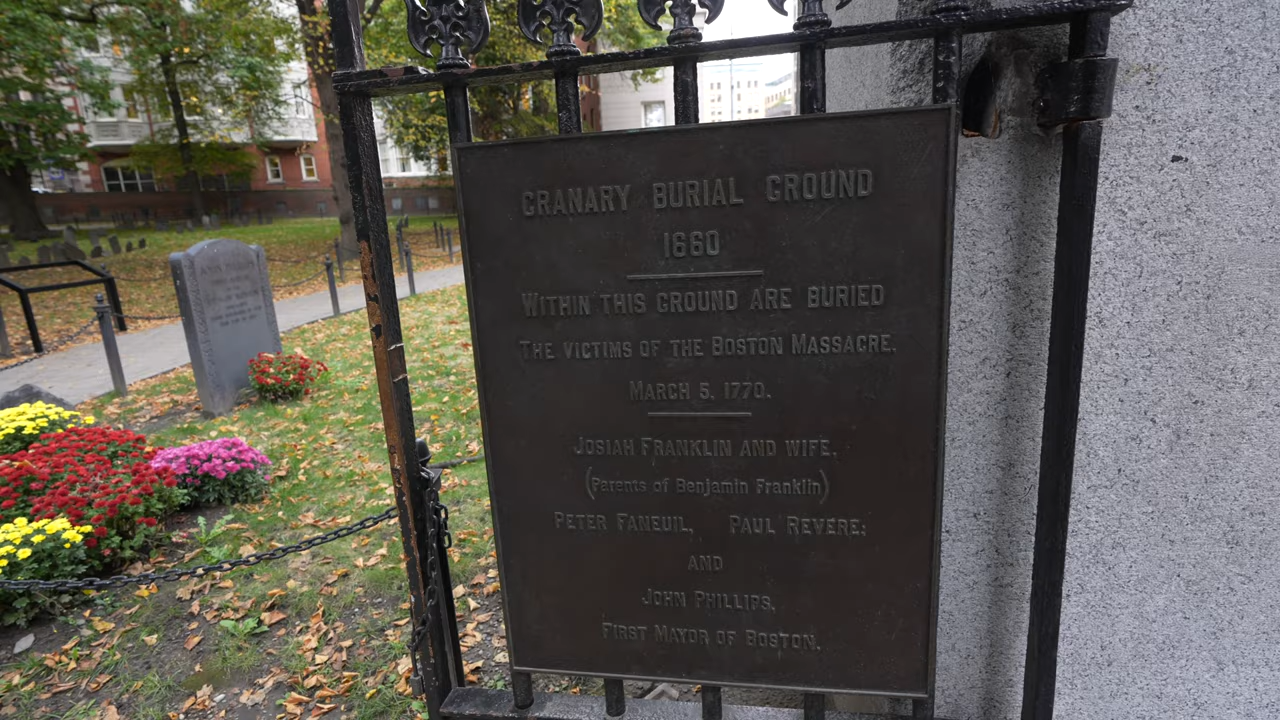 GRANARY BURIAL GROUND
1660
WITHIN THIS GROUND ARE BURIED
THE VICTIMS OF THE BOSTON MASSACRE,
MARCH 5, 1770.
JOSIAH FRANKLIN AND WIFE,
(Parents of Benjamin Franklin)
PETER FANEUIL, PAUL REVERE;
AND
JOHN PHILLIPS,
FIRST MAYOR OF BOSTON.